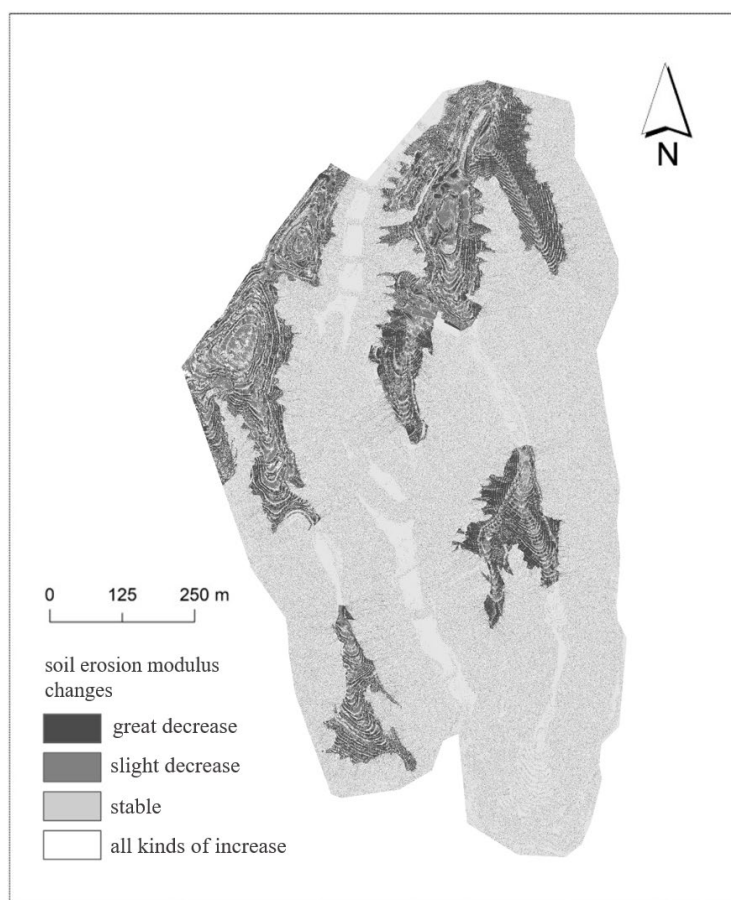 N
0 125 250 m
soil erosion modulus
changes
great decrease
slight decrease
stable
all kinds of increase